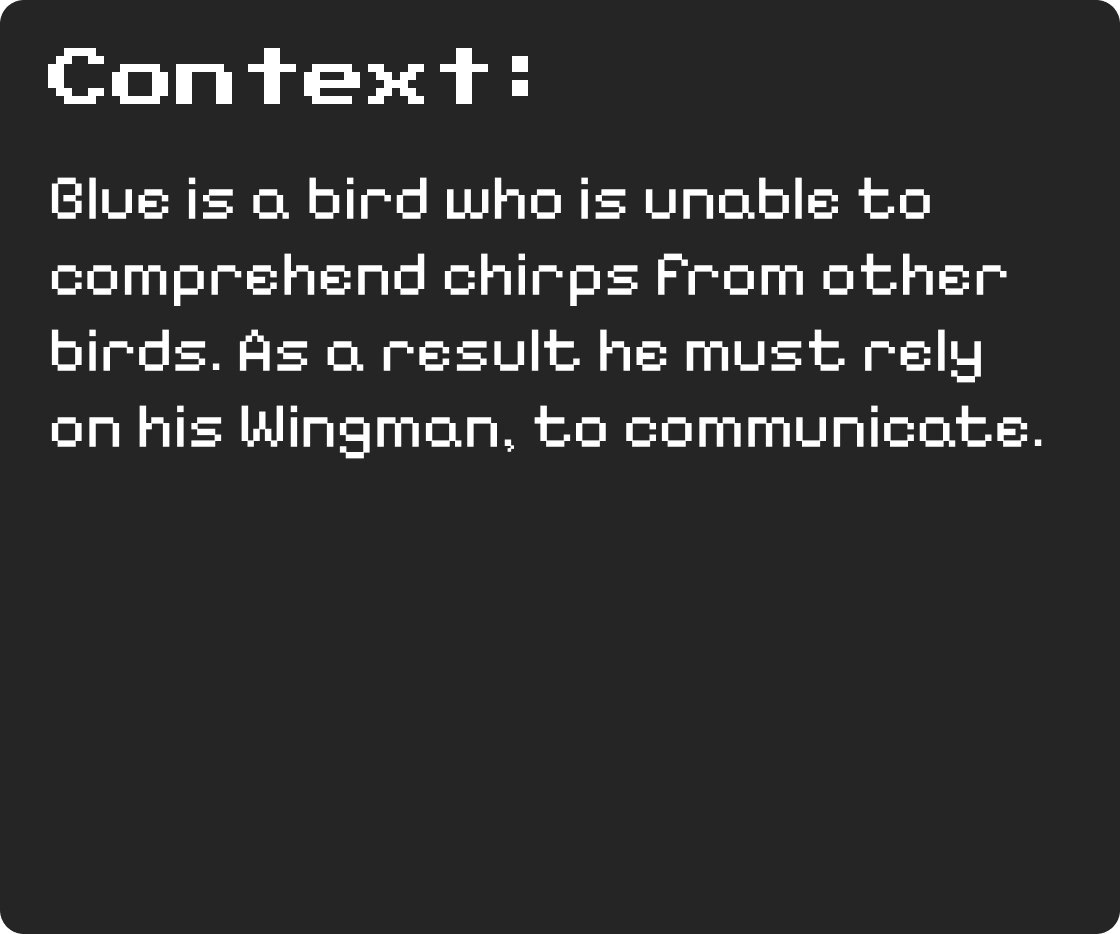 Context:
Blue is a bird who is unable to
comprehend chirps from other
birds. As a result he must rely
on his Wingman, to communicate.